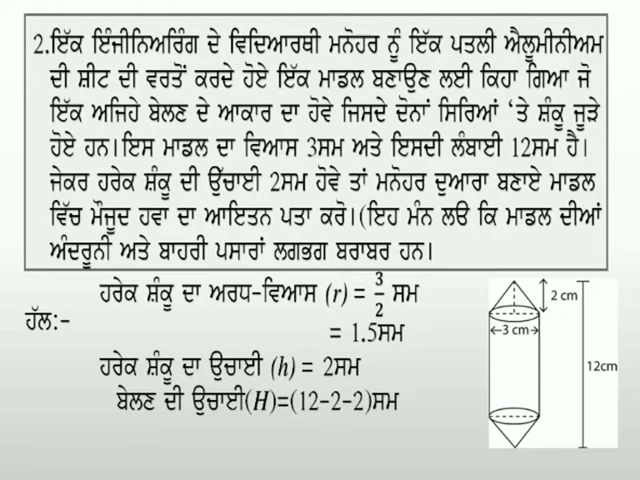 2.ਇੱਕ ਇੰਜੀਨਿਅਰਿੰਗ ਦੇ ਵਿਦਿਆਰਥੀ ਮਨੋਹਰ ਨੂੰ ਇੱਕ ਪਤਲੀ ਐਲੂਮੀਨੀਅਮ
ਦੀ ਸ਼ੀਟ ਦੀ ਵਰਤੋਂ ਕਰਦੇ ਹੋਏ ਇੱਕ ਮਾਡਲ ਬਣਾਉਣ ਲਈ ਕਿਹਾ ਗਿਆ ਜੋ
ਇੱਕ ਅਜਿਹੇ ਬੇਲਣ ਦੇ ਆਕਾਰ ਦਾ ਹੋਵੇ ਜਿਸਦੇ ਦੋਨਾਂ ਸਿਰਿਆਂ ‘ਤੇ ਸ਼ੰਕੂ ਜੂੜੇ
ਹੋਏ ਹਨ।ਇਸ ਮਾਡਲ ਦਾ ਵਿਆਸ 3ਸਮ ਅਤੇ ਇਸਦੀ ਲੰਬਾਈ 12ਸਮ ਹੈ।
ਜੇਕਰ ਹਰੇਕ ਸ਼ੰਕੂ ਦੀ ਉੱਚਾਈ 2ਸਮ ਹੋਵੇ ਤਾਂ ਮਨੋਹਰ ਦੁਆਰਾ ਬਣਾਏ ਮਾਡਲ
ਵਿੱਚ ਮੌਜੂਦ ਹਵਾ ਦਾ ਆਇਤਨ ਪਤਾ ਕਰੋ।(ਇਹ ਮੰਨ ਲਓ ਕਿ ਮਾਡਲ ਦੀਆਂ
ਅੰਦਰੂਨੀ ਅਤੇ ਬਾਹਰੀ ਪਸਾਰਾਂ ਲਗਭਗ ਬਰਾਬਰ ਹਨ।
ਹਰੇਕ ਸ਼ੰਕੂ ਦਾ ਅਰਧ-ਵਿਆਸ (r) = 3/2 ਸਮ
ਹੱਲ:-
= 1.5ਸਮ
ਹਰੇਕ ਸ਼ੰਕੂ ਦਾ ਉਚਾਈ (h) = 2ਸਮ
ਬੇਲਣ ਦੀ ਉਚਾਈ(H)=(12-2-2)ਸਮ
2 cm
3 cm
12cm